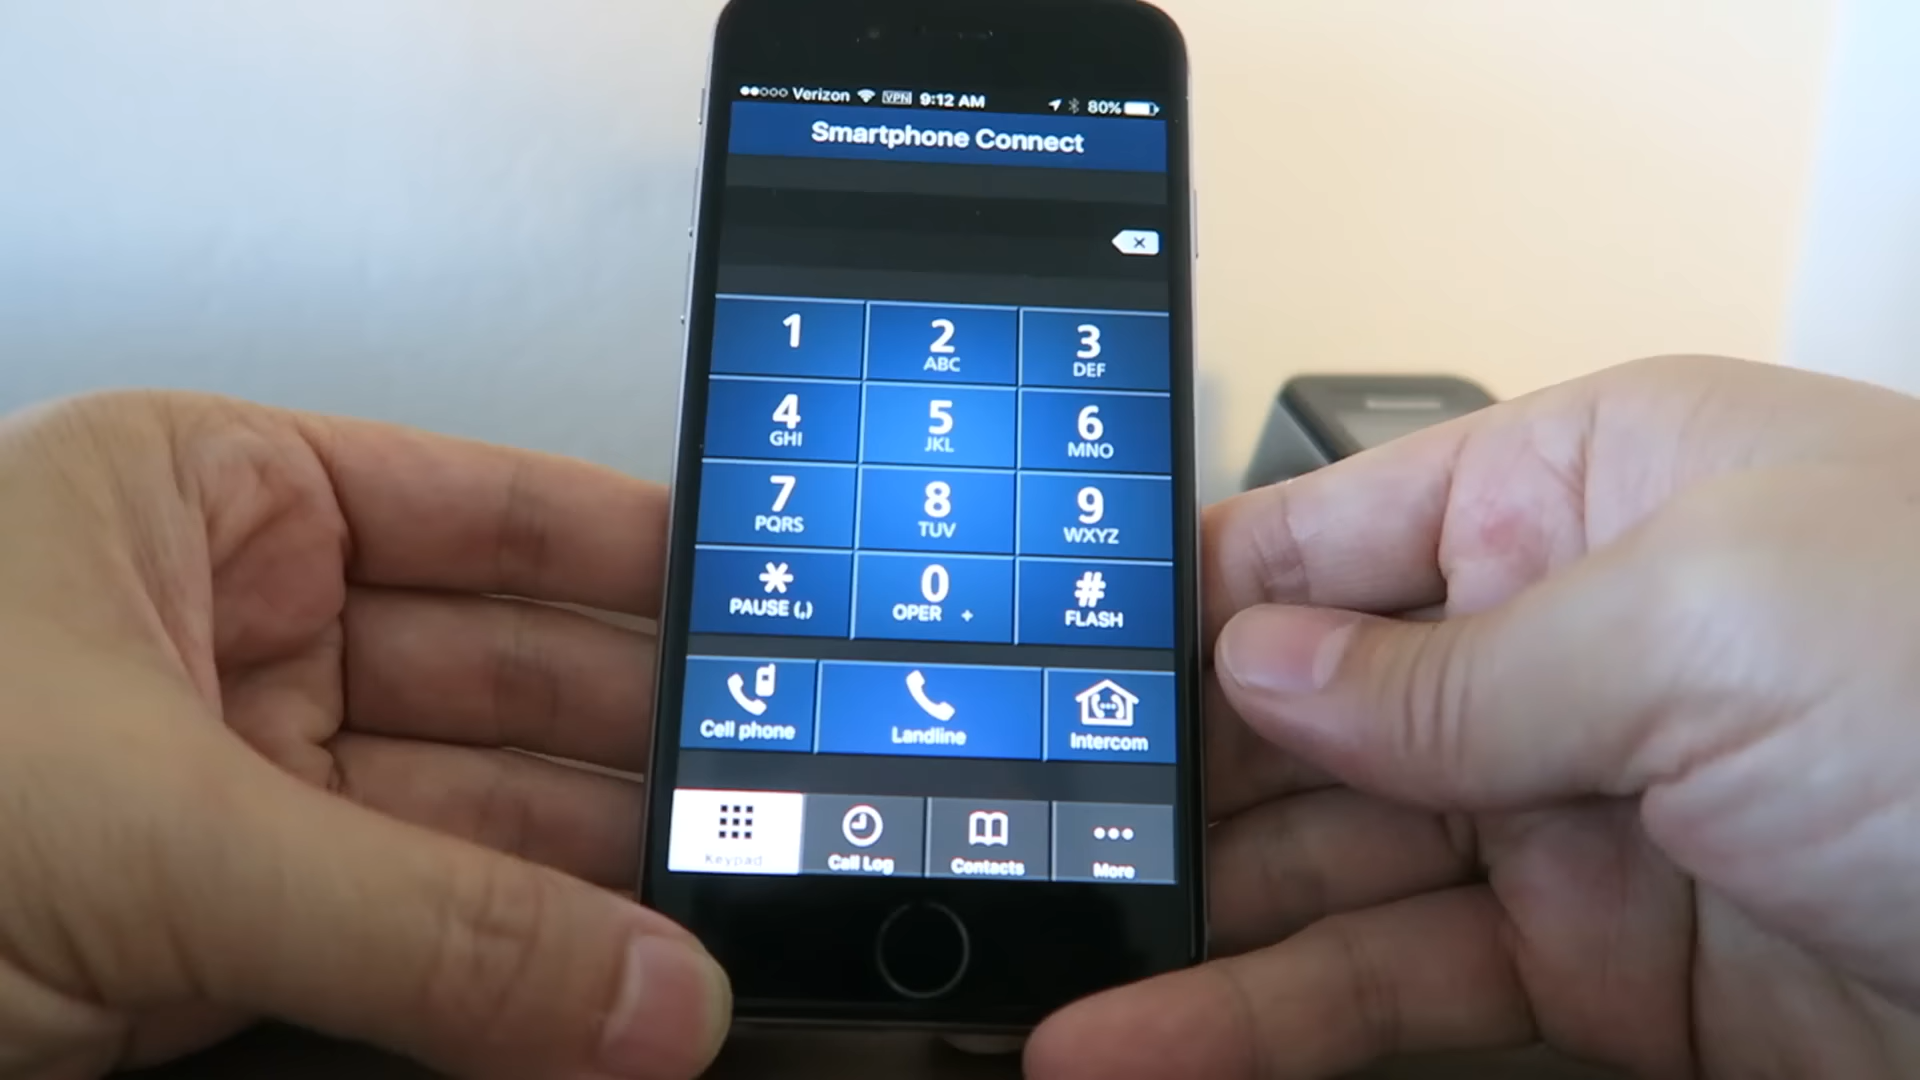 Verizon VPN 9:12 AM 80%
Smartphone Connect
1 2 ABC 3 DEF
4 GHI 5 JKL 6 MNO
7 PQRS 8 TUV 9 WXYZ
* PAUSE (,) 0 OPER + # FLASH
Cell phone Landline Intercom
Keypad Call Log Contacts More